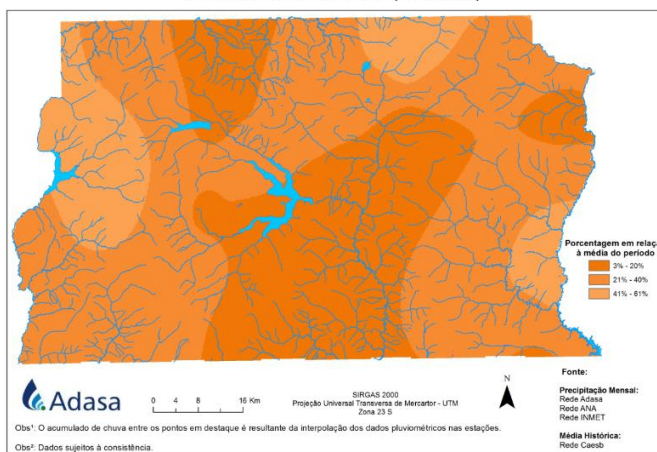 Porcentagem em relaçã
à média do período
3% - 20%
21% - 40%
41% - 61%
Adasa
0 4 8 16 Km
SIRGAS 2000
Projeção Universal Transversa de Mercartor - UTM
Zona 23 S
N
Fonte:
Precipitação Mensal:
Rede Adasa
Rede ANA
Rede INMET
Média Histórica:
Rede Caesb
Obs¹: O acumulado de chuva entre os pontos em destaque é resultante da interpolação dos dados pluviométricos nas estações.
Obs²: Dados sujeitos à consistência.